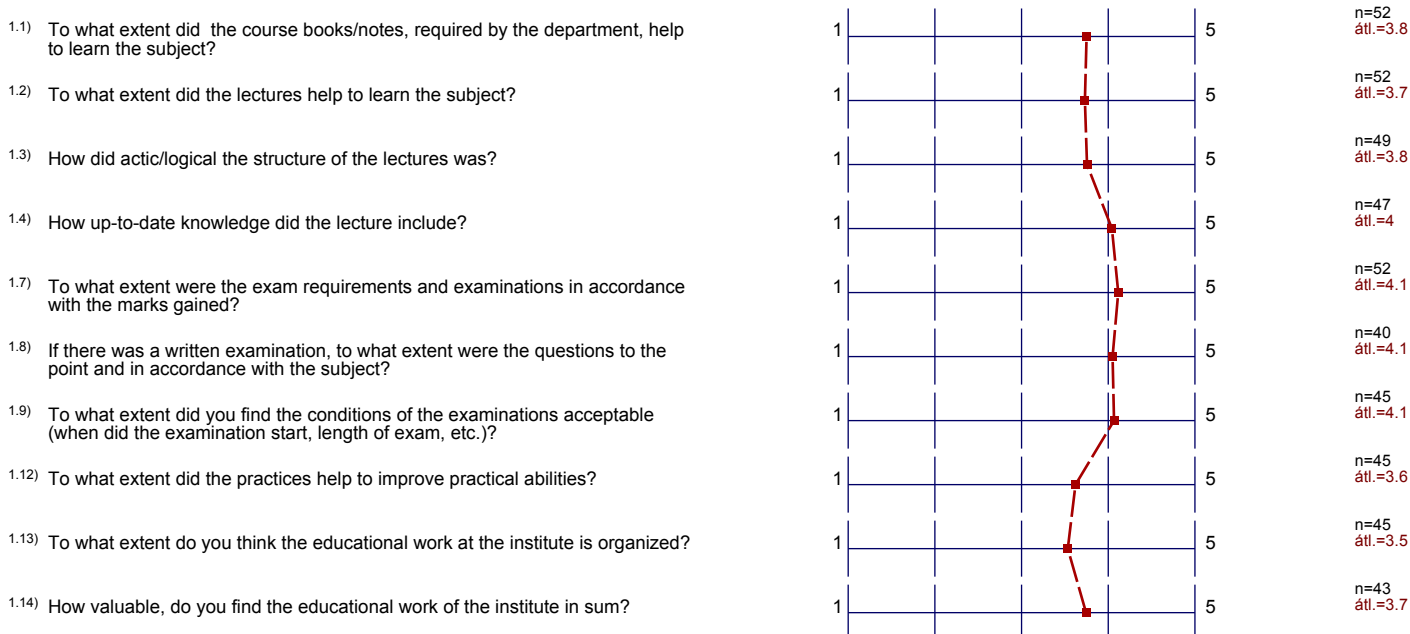 1.1) To what extent did the course books/notes, required by the department, help
to learn the subject?
1 5
n=52
átl.=3.8
1.2) To what extent did the lectures help to learn the subject?
1 5
n=52
átl.=3.7
1.3) How did actic/logical the structure of the lectures was?
1 5
n=49
átl.=3.8
1.4) How up-to-date knowledge did the lecture include?
1 5
n=47
átl.=4
1.7) To what extent were the exam requirements and examinations in accordance
with the marks gained?
1 5
n=52
átl.=4.1
1.8) If there was a written examination, to what extent were the questions to the
point and in accordance with the subject?
1 5
n=40
átl.=4.1
1.9) To what extent did you find the conditions of the examinations acceptable
(when did the examination start, length of exam, etc.)?
1 5
n=45
átl.=4.1
1.12) To what extent did the practices help to improve practical abilities?
1 5
n=45
átl.=3.6
1.13) To what extent do you think the educational work at the institute is organized?
1 5
n=45
átl.=3.5
1.14) How valuable, do you find the educational work of the institute in sum?
1 5
n=43
átl.=3.7